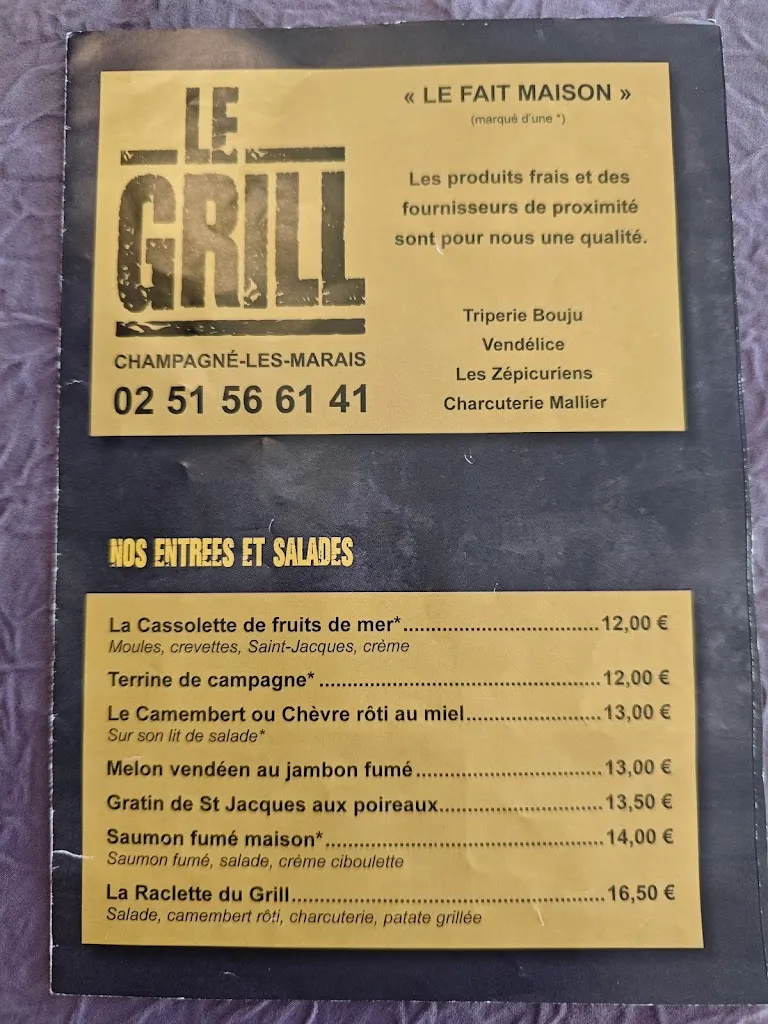 LE
GRILL
CHAMPAGNÉ-LES-MARAIS
02 51 56 61 41
« LE FAIT MAISON »
(marqué d'une *)
Les produits frais et des
fournisseurs de proximité
sont pour nous une qualité.
Triperie Bouju
Vendélice
Les Zépicuriens
Charcuterie Mallier
NOS ENTREES ET SALADES
La Cassolette de fruits de mer*..................................12,00 €
Moules, crevettes, Saint-Jacques, crème
Terrine de campagne*.................................................12,00 €
Le Camembert ou Chèvre rôti au miel.......................13,00 €
Sur son lit de salade*
Melon vendéen au jambon fumé................................13,00 €
Gratin de St Jacques aux poireaux............................13,50 €
Saumon fumé maison*................................................14,00 €
Saumon fumé, salade, crème ciboulette
La Raclette du Grill......................................................16,50 €
Salade, camembert rôti, charcuterie, patate grillée